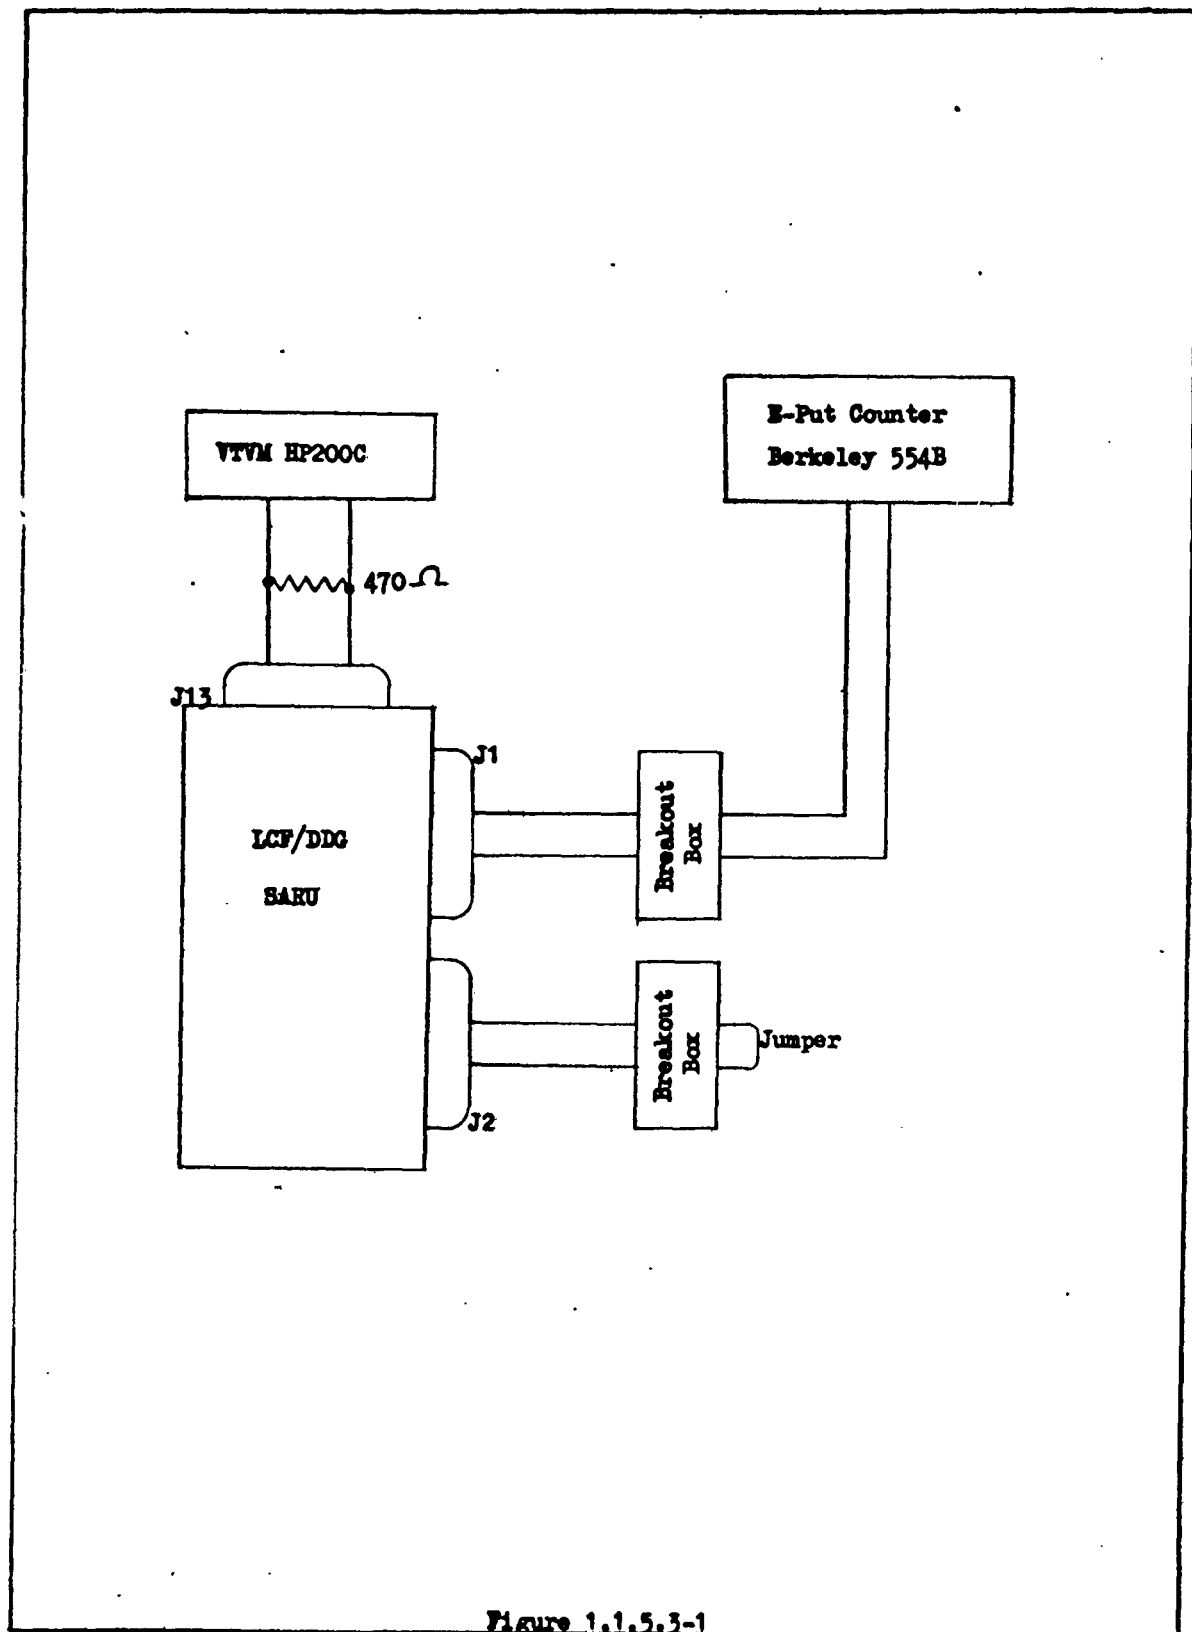 E-Put Counter
Berkeley 554B
VTVM HP200C
470 Ω
J13
J1
LCF/DDG
SARU
Breakout
Box
Breakout
Box
Jumper
J2
Figure 1.1.5.3-1